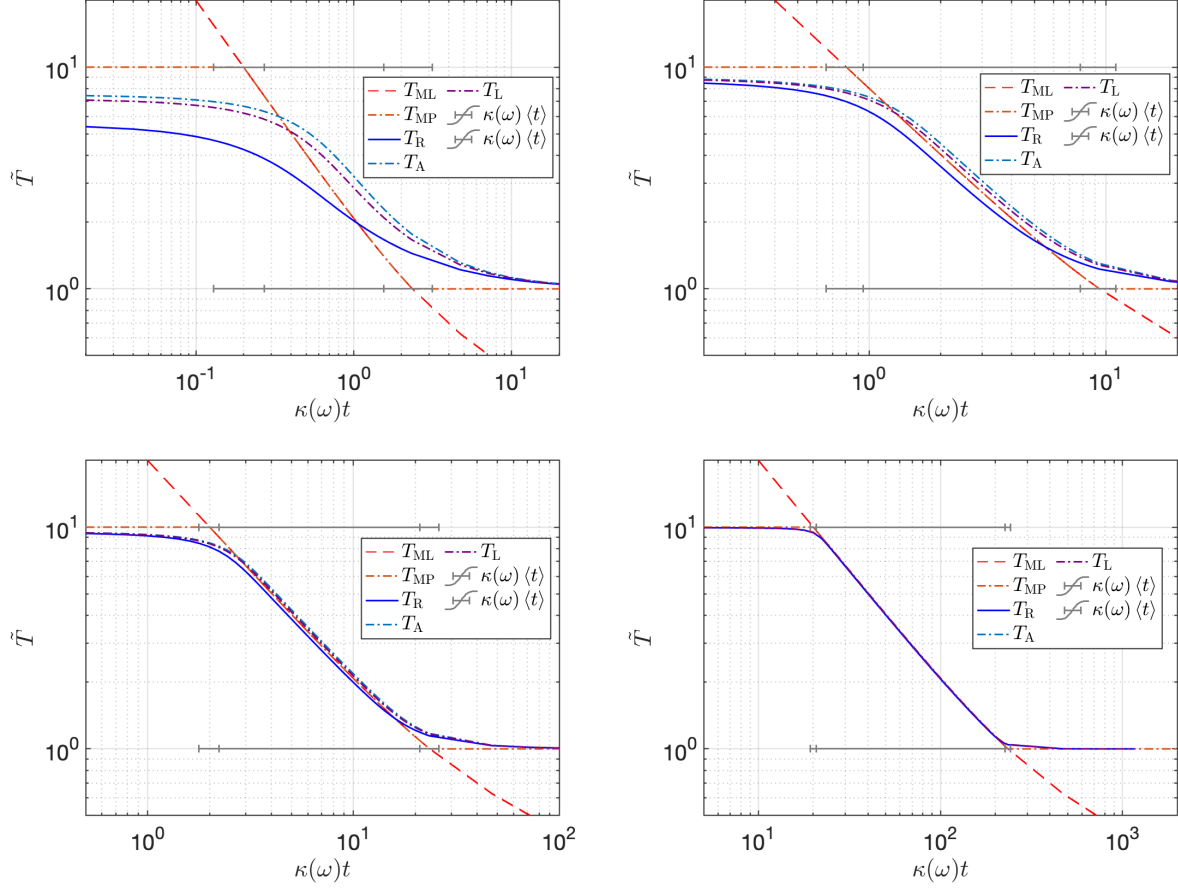 10^1
T̃
10^0
10^-1 10^0 10^1
κ(ω)t
T_ML T_L
T_MP κ(ω)⟨t⟩
T_R κ(ω)⟨t⟩
T_A
10^1
T̃
10^0
10^0 10^1
κ(ω)t
T_ML T_L
T_MP κ(ω)⟨t⟩
T_R κ(ω)⟨t⟩
T_A
10^1
T̃
10^0
10^0 10^1 10^2
κ(ω)t
T_ML T_L
T_MP κ(ω)⟨t⟩
T_R κ(ω)⟨t⟩
T_A
10^1
T̃
10^0
10^1 10^2 10^3
κ(ω)t
T_ML T_L
T_MP κ(ω)⟨t⟩
T_R κ(ω)⟨t⟩
T_A